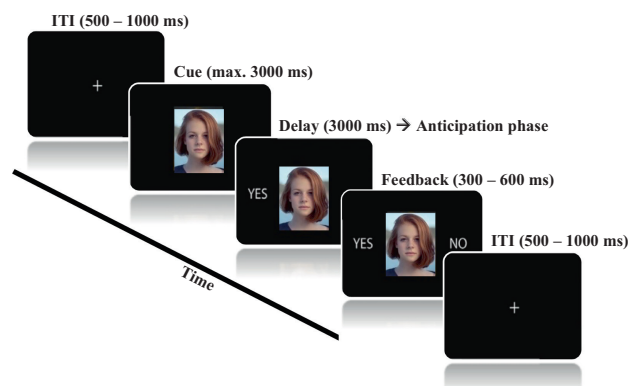 ITI (500 – 1000 ms)
Cue (max. 3000 ms)
Delay (3000 ms) → Anticipation phase
YES
Feedback (300 – 600 ms)
YES NO
ITI (500 – 1000 ms)
Time